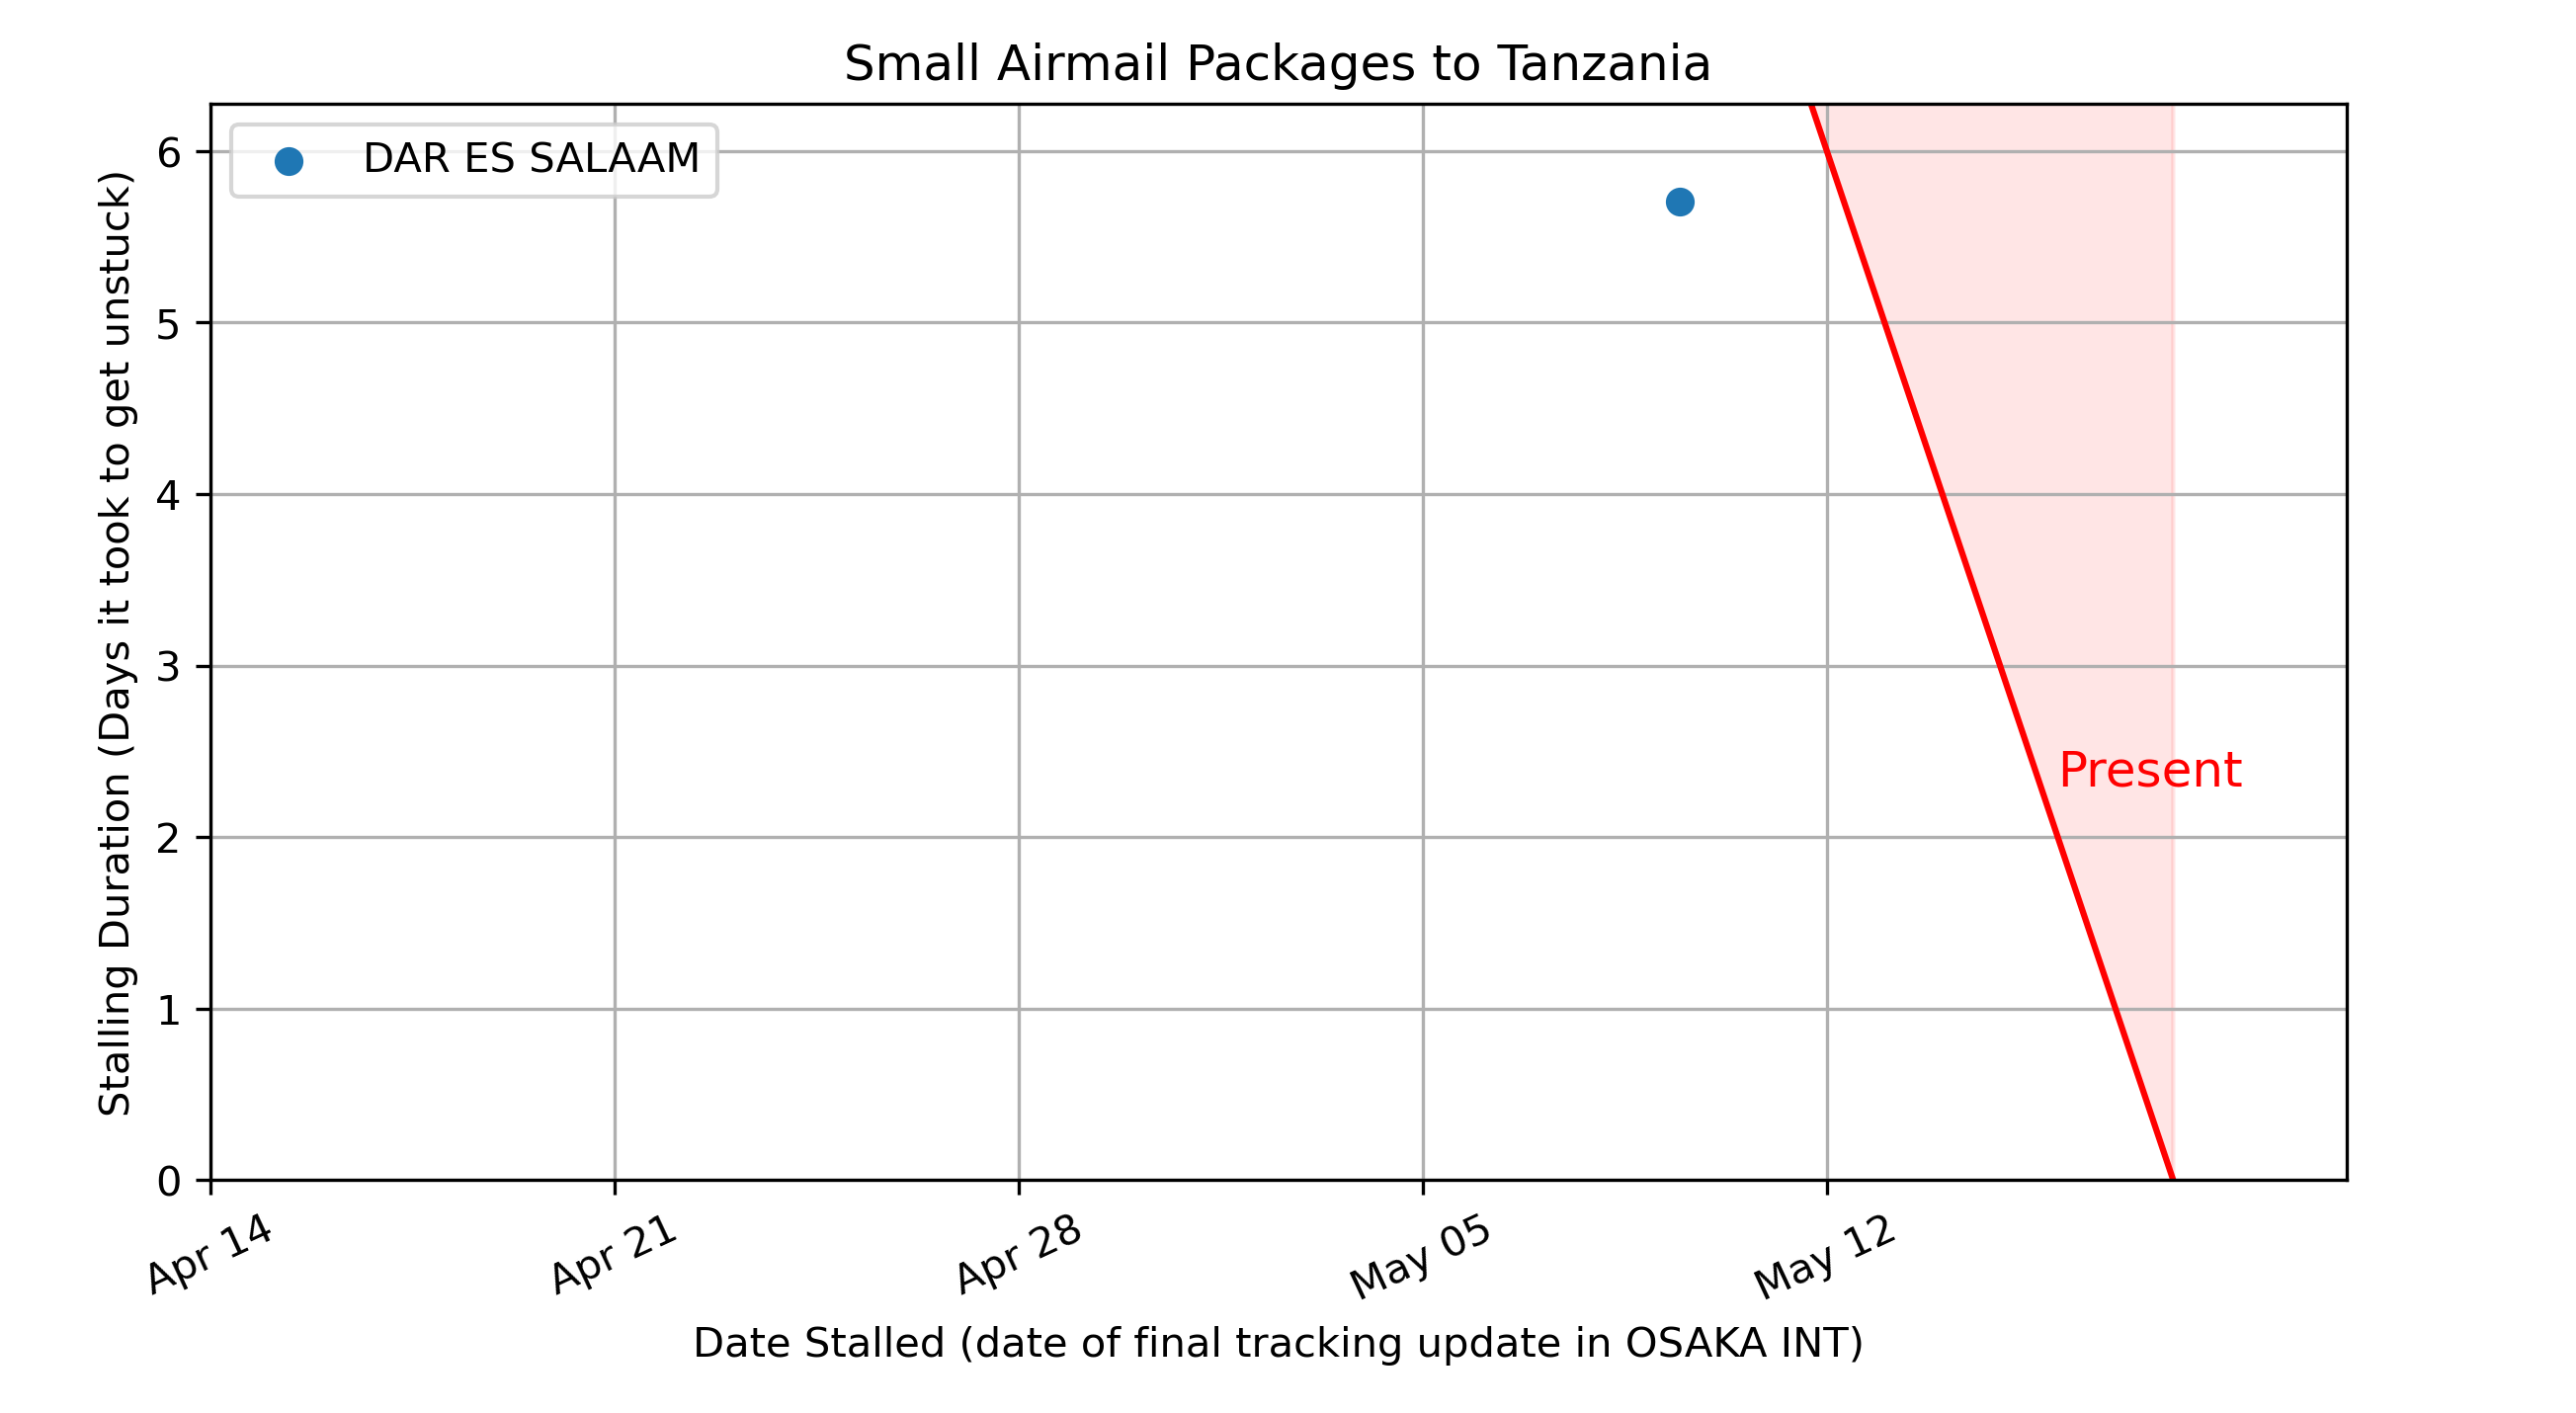 Small Airmail Packages to Tanzania
DAR ES SALAAM
Stalling Duration (Days it took to get unstuck)
6
5
4
3
2
1
0
Present
Apr 14
Apr 21
Apr 28
May 05
May 12
Date Stalled (date of final tracking update in OSAKA INT)